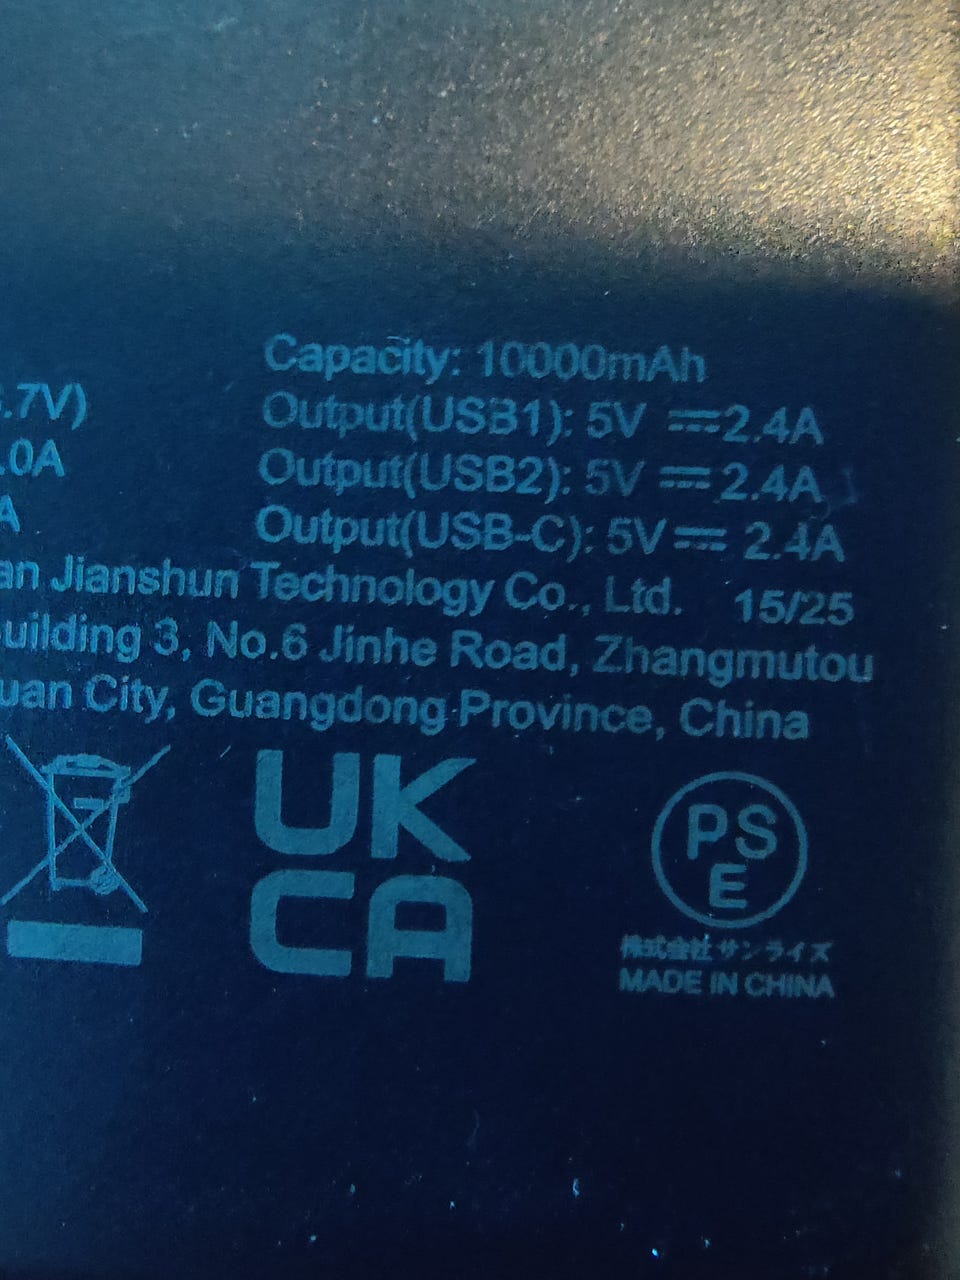 Capacity: 10000mAh
.7V) Output(USB1): 5V ⎓2.4A
.0A Output(USB2): 5V ⎓2.4A
A Output(USB-C): 5V⎓ 2.4A
an Jianshun Technology Co., Ltd. 15/25
uilding 3, No.6 Jinhe Road, Zhangmutou
uan City, Guangdong Province, China
UK
CA
PS
E
株式会社サンライズ
MADE IN CHINA